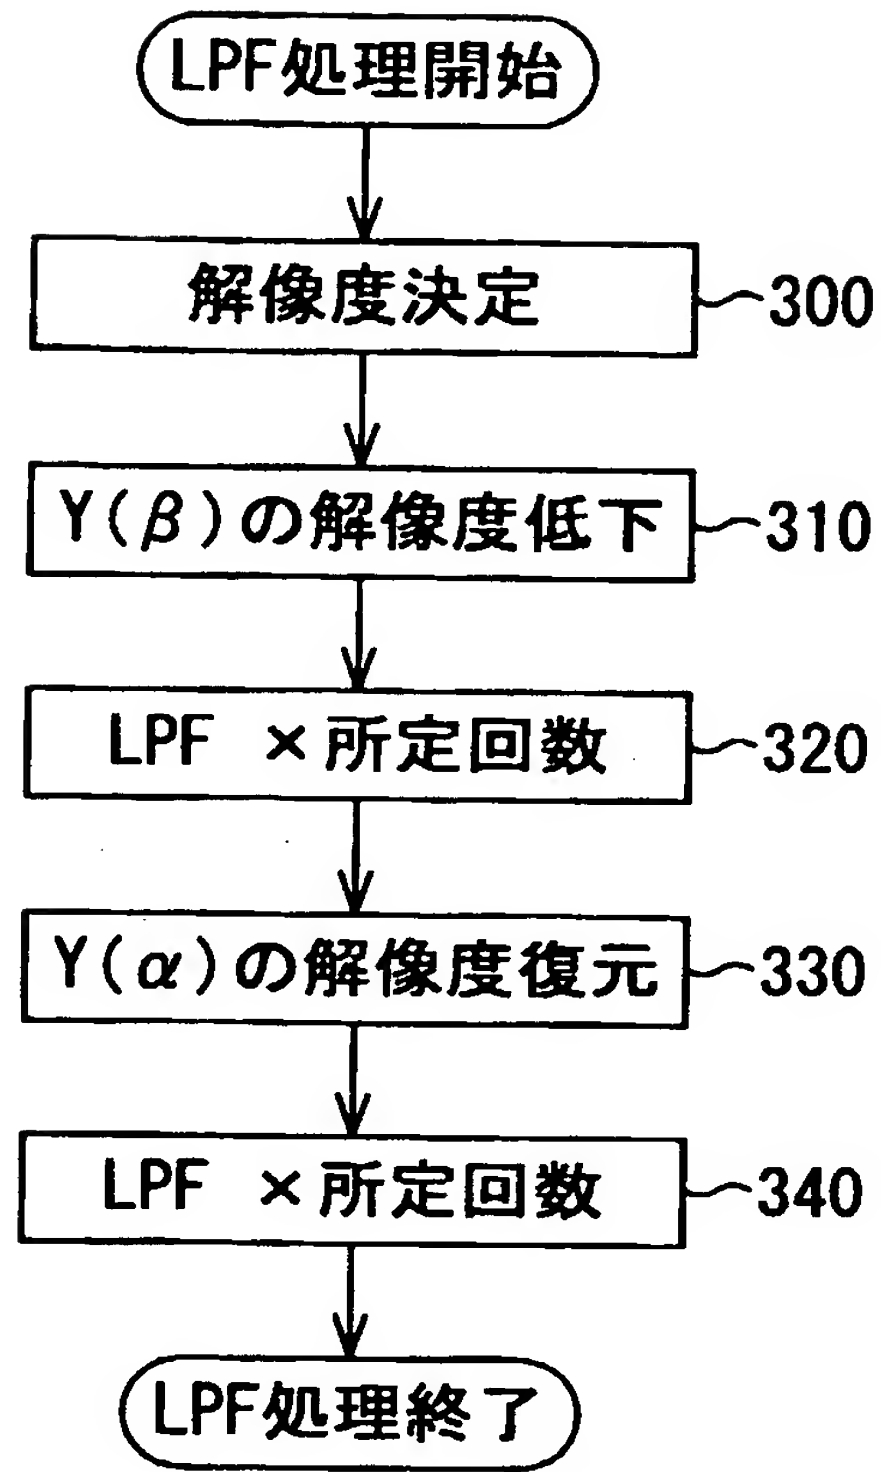 LPF処理開始
解像度決定
300
Y(β)の解像度低下
310
LPF ×所定回数
320
Y(α)の解像度復元
330
LPF ×所定回数
340
LPF処理終了